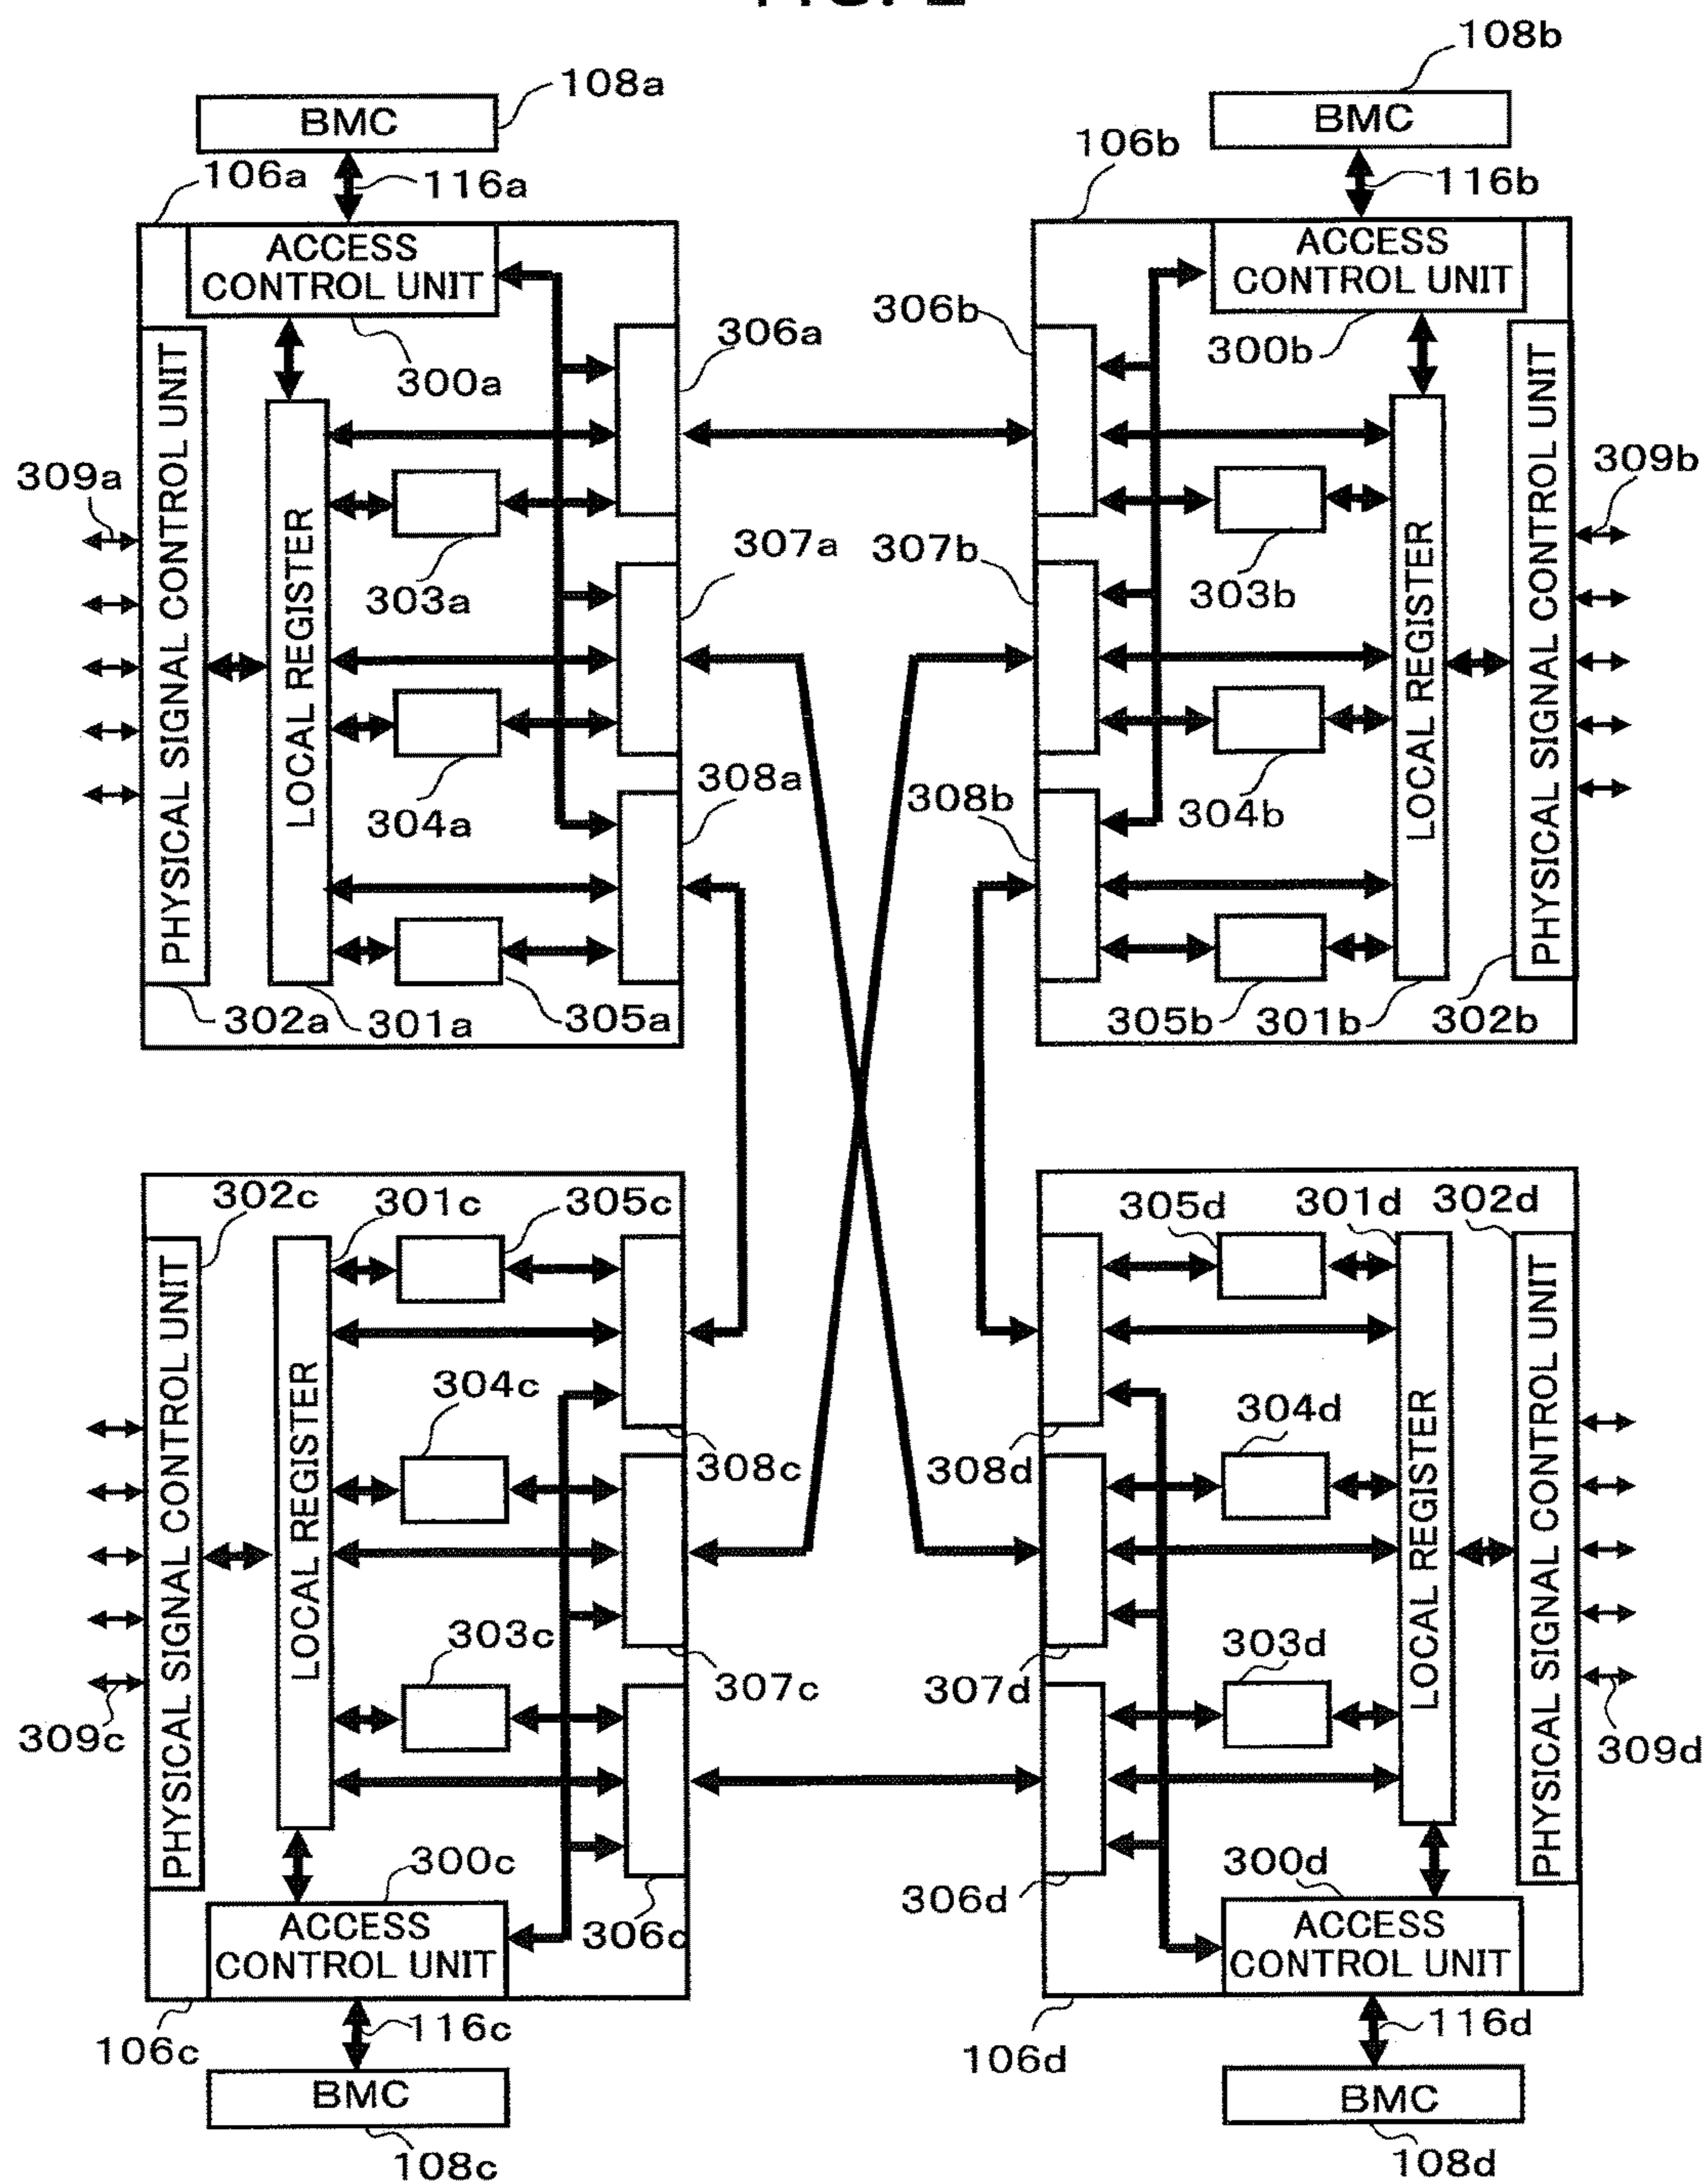 108a
BMC
106a
116a
ACCESS
CONTROL UNIT
300a
306a
PHYSICAL SIGNAL CONTROL UNIT
LOCAL REGISTER
309a
303a
307a
304a
308a
302a
301a
305a
108b
BMC
106b
116b
ACCESS
CONTROL UNIT
300b
306b
PHYSICAL SIGNAL CONTROL UNIT
LOCAL REGISTER
309b
303b
307b
304b
308b
305b
301b
302b
302c
301c
305c
PHYSICAL SIGNAL CONTROL UNIT
LOCAL REGISTER
304c
308c
303c
307c
309c
300c
306c
ACCESS
CONTROL UNIT
106c
116c
BMC
108c
305d
301d
302d
PHYSICAL SIGNAL CONTROL UNIT
LOCAL REGISTER
304d
308d
303d
307d
309d
300d
306d
ACCESS
CONTROL UNIT
106d
116d
BMC
108d